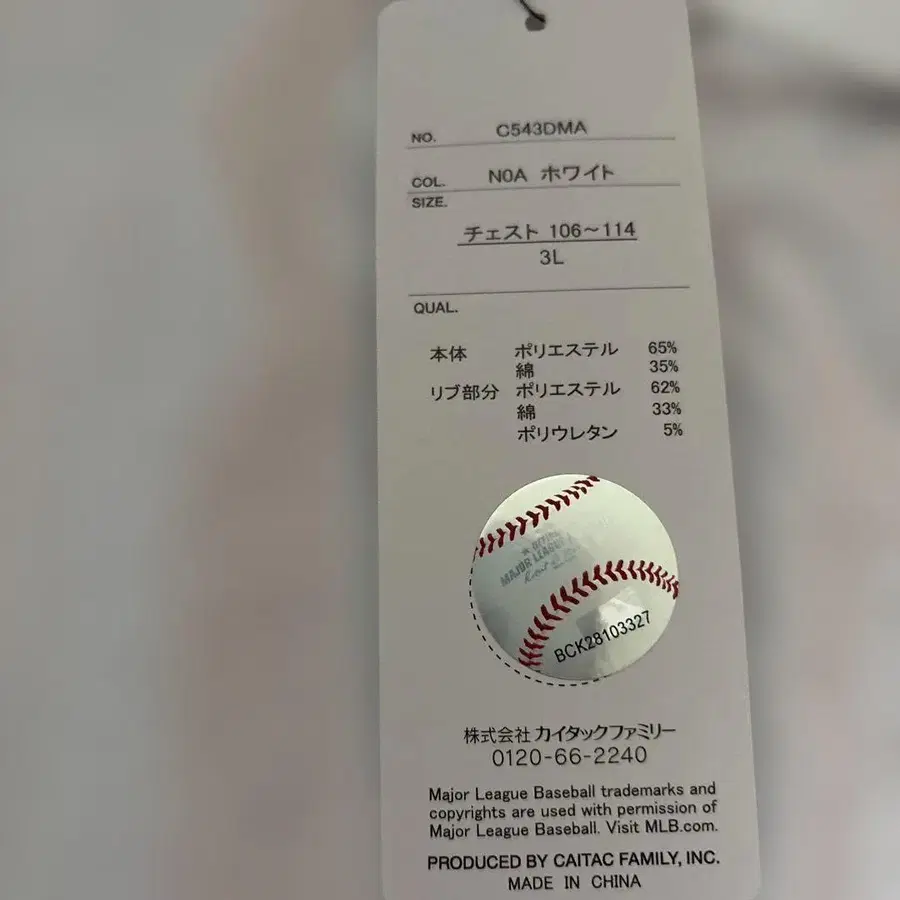 NO. C543DMA
COL. N0A ホワイト
SIZE.
チェスト 106～114
3L
QUAL.
本体 ポリエステル 65%
綿 35%
リブ部分 ポリエステル 62%
綿 33%
ポリウレタン 5%
MAJOR LEAGUE
BCK28103327
株式会社カイタックファミリー
0120-66-2240
Major League Baseball trademarks and
copyrights are used with permission of
Major League Baseball. Visit MLB.com.
PRODUCED BY CAITAC FAMILY, INC.
MADE IN CHINA